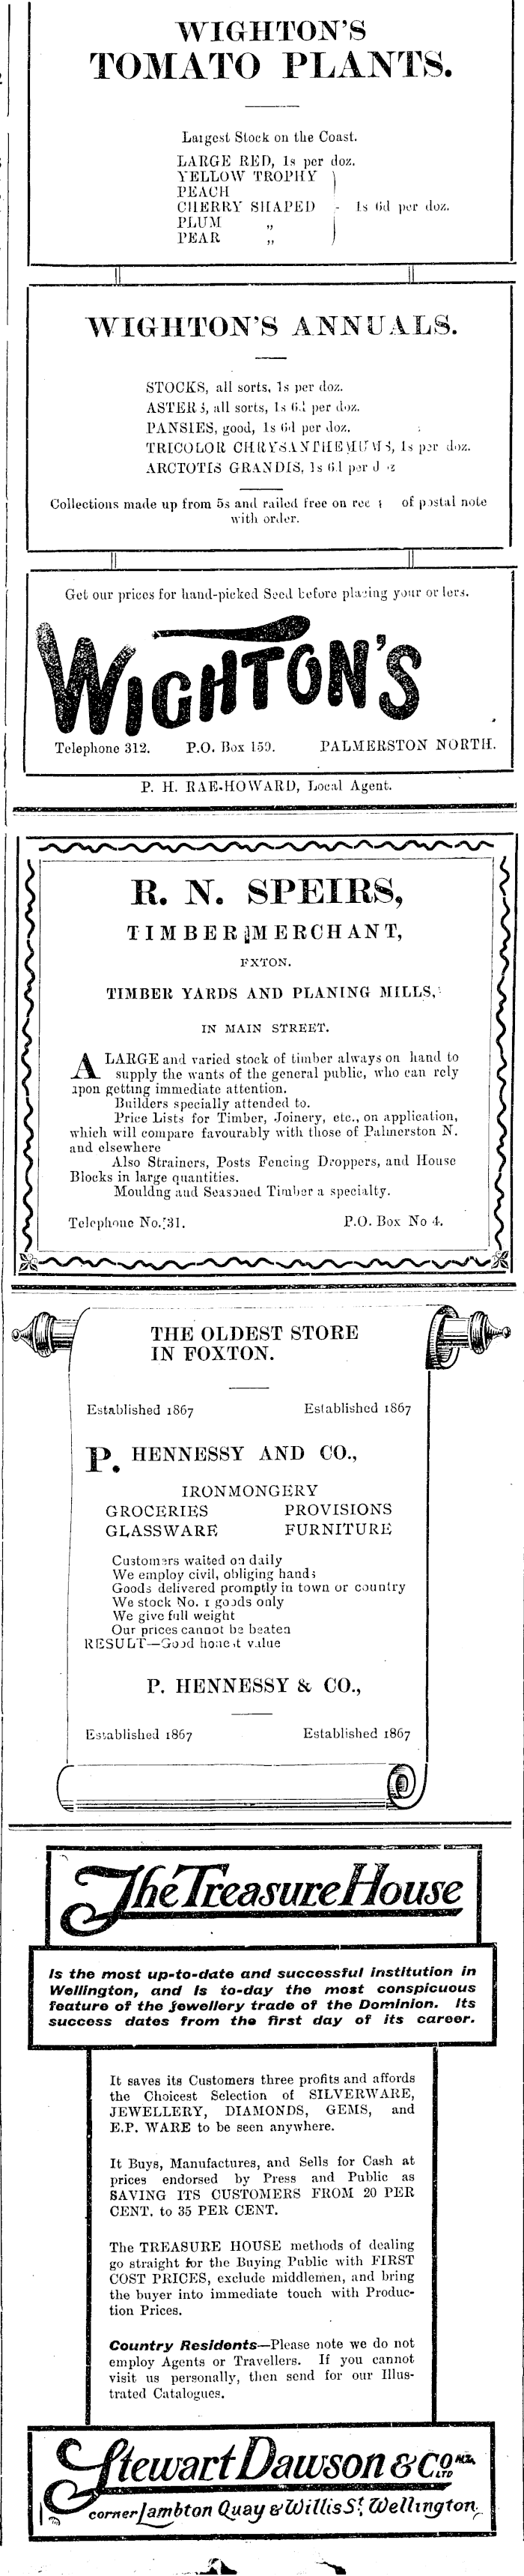 WIGHTON'S
TOMATO PLANTS.
Largest Stock on the Coast.
LARGE RED, 1s per doz.
YELLOW TROPHY
PEACH
CHERRY SHAPED - 1s 6d per doz.
PLUM „
PEAR „
WIGHTON'S ANNUALS.
STOCKS, all sorts, 1s per doz.
ASTERS, all sorts, 1s 6d per doz.
PANSIES, good, 1s 6d per doz.
TRICOLOR CHRYSANTHEMUMS, 1s per doz.
ARCTOTIS GRANDIS, 1s 6d per d z
Collections made up from 5s and railed free on rec of postal note
with order.
Get our prices for hand-picked Seed before placing your orlers.
WIGHTON'S
Telephone 312. P.O. Box 159. PALMERSTON NORTH.
P. H. RAE-HOWARD, Local Agent.
R. N. SPEIRS,
TIMBER MERCHANT,
FXTON.
TIMBER YARDS AND PLANING MILLS,
IN MAIN STREET.
A LARGE and varied stock of timber always on hand to
supply the wants of the general public, who can rely
upon getting immediate attention.
Builders specially attended to.
Price Lists for Timber, Joinery, etc., on application,
which will compare favourably with those of Palmerston N.
and elsewhere
Also Strainers, Posts Fencing Droppers, and House
Blocks in large quantities.
Mouldng and Seasoned Timber a specialty.
Telephone No. 31. P.O. Box No 4.
THE OLDEST STORE
IN FOXTON.
Established 1867 Established 1867
P. HENNESSY AND CO.,
IRONMONGERY
GROCERIES PROVISIONS
GLASSWARE FURNITURE
Customers waited on daily
We employ civil, obliging hands
Goods delivered promptly in town or country
We stock No. 1 goods only
We give full weight
Our prices cannot be beaten
RESULT—Good honest value
P. HENNESSY & CO.,
Established 1867 Established 1867
The Treasure House
Is the most up-to-date and successful institution in
Wellington, and is to-day the most conspicuous
feature of the jewellery trade of the Dominion. Its
success dates from the first day of its career.
It saves its Customers three profits and affords
the Choicest Selection of SILVERWARE,
JEWELLERY, DIAMONDS, GEMS, and
E.P. WARE to be seen anywhere.
It Buys, Manufactures, and Sells for Cash at
prices endorsed by Press and Public as
SAVING ITS CUSTOMERS FROM 20 PER
CENT. to 35 PER CENT.
The TREASURE HOUSE methods of dealing
go straight for the Buying Public with FIRST
COST PRICES, exclude middlemen, and bring
the buyer into immediate touch with Produc-
tion Prices.
Country Residents—Please note we do not
employ Agents or Travellers. If you cannot
visit us personally, then send for our Illus-
trated Catalogues.
Stewart Dawson & Co. N.Z. LTD
corner Lambton Quay & Willis St. Wellington.